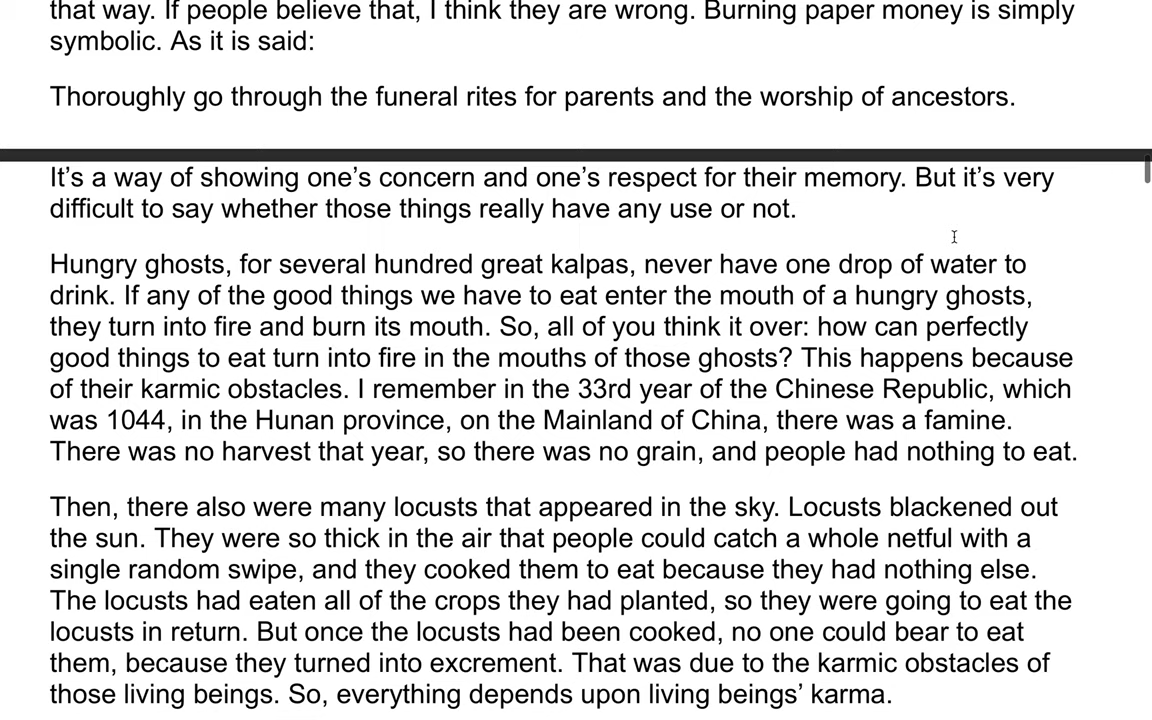 that way. If people believe that, I think they are wrong. Burning paper money is simply
symbolic. As it is said:
Thoroughly go through the funeral rites for parents and the worship of ancestors.
It’s a way of showing one’s concern and one’s respect for their memory. But it’s very
difficult to say whether those things really have any use or not.
Hungry ghosts, for several hundred great kalpas, never have one drop of water to
drink. If any of the good things we have to eat enter the mouth of a hungry ghosts,
they turn into fire and burn its mouth. So, all of you think it over: how can perfectly
good things to eat turn into fire in the mouths of those ghosts? This happens because
of their karmic obstacles. I remember in the 33rd year of the Chinese Republic, which
was 1044, in the Hunan province, on the Mainland of China, there was a famine.
There was no harvest that year, so there was no grain, and people had nothing to eat.
Then, there also were many locusts that appeared in the sky. Locusts blackened out
the sun. They were so thick in the air that people could catch a whole netful with a
single random swipe, and they cooked them to eat because they had nothing else.
The locusts had eaten all of the crops they had planted, so they were going to eat the
locusts in return. But once the locusts had been cooked, no one could bear to eat
them, because they turned into excrement. That was due to the karmic obstacles of
those living beings. So, everything depends upon living beings’ karma.